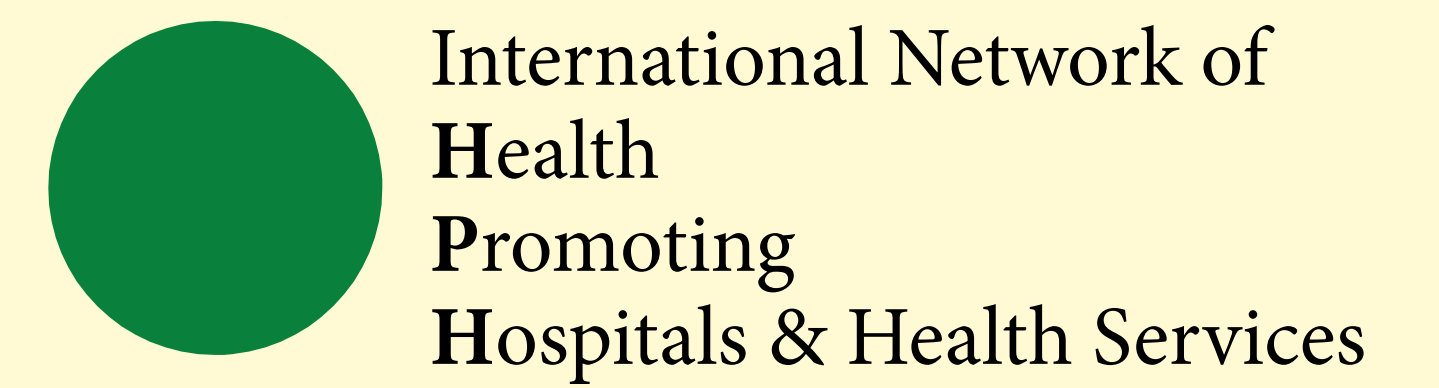 International Network of
Health
Promoting
Hospitals & Health Services